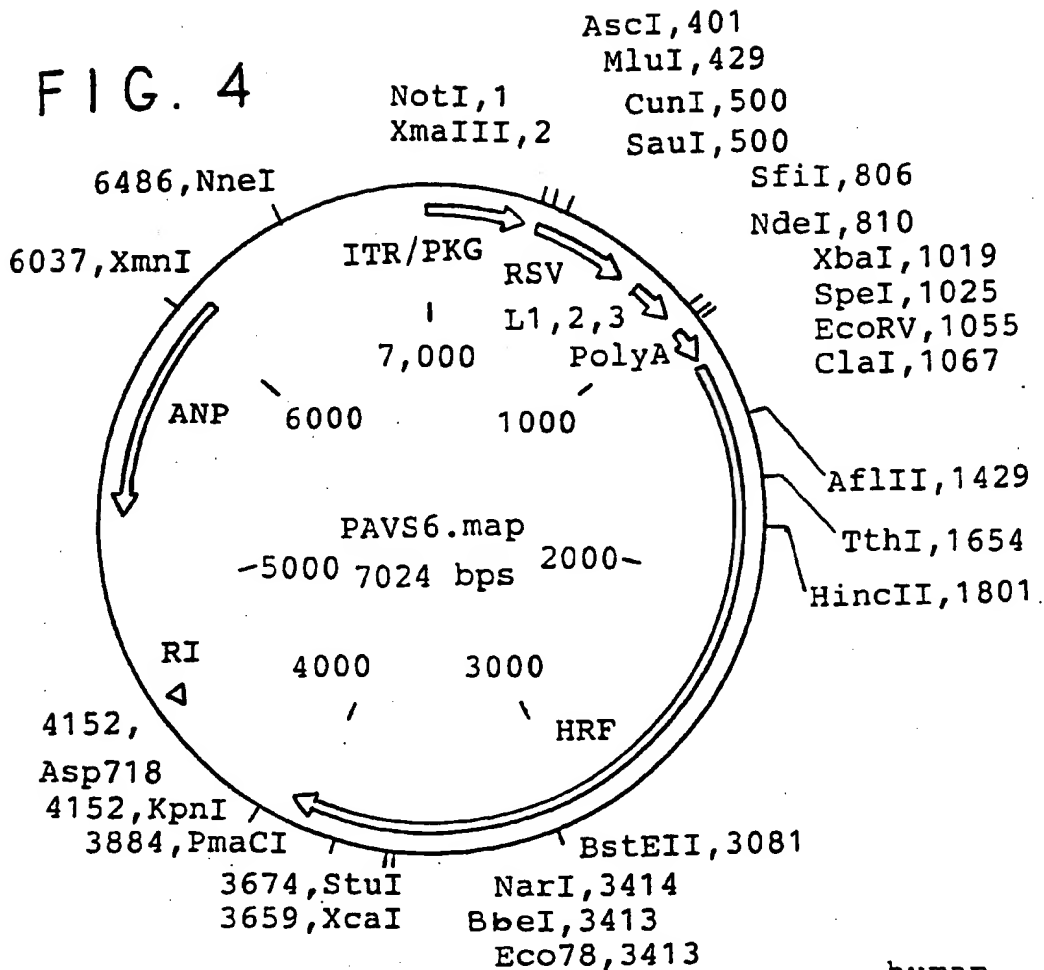 FIG. 4
AscI,401
MluI,429
CunI,500
SauI,500
NotI,1
XmaIII,2
SfiI,806
NdeI,810
XbaI,1019
SpeI,1025
EcoRV,1055
ClaI,1067
6486,NneI
6037,XmnI
ITR/PKG
RSV
L1,2,3
PolyA
7,000
6000
1000
ANP
AflII,1429
TthI,1654
HincII,1801
PAVS6.map
7024 bps
5000
2000
4000
3000
RI
HRF
4152,
Asp718
4152,KpnI
3884,PmaCI
3674,StuI
3659,XcaI
BstEII,3081
NarI,3414
BbeI,3413
Eco78,3413